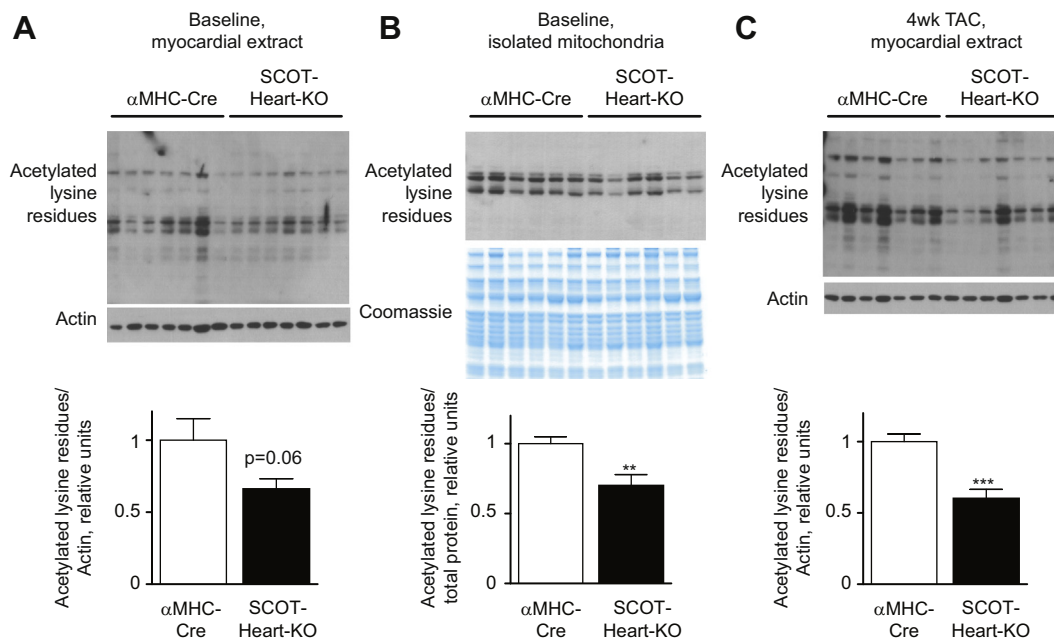 A
Baseline,
myocardial extract
αMHC-Cre
SCOT-
Heart-KO
Acetylated
lysine
residues
Actin
Acetylated lysine residues/
Actin, relative units
1
0.5
0
p=0.06
αMHC-
Cre
SCOT-
Heart-KO
B
Baseline,
isolated mitochondria
αMHC-Cre
SCOT-
Heart-KO
Acetylated
lysine
residues
Coomassie
Acetylated lysine residues/
total protein, relative units
1
0.5
0
**
αMHC-
Cre
SCOT-
Heart-KO
C
4wk TAC,
myocardial extract
αMHC-Cre
SCOT-
Heart-KO
Acetylated
lysine
residues
Actin
Acetylated lysine residues/
Actin, relative units
1
0.5
0
***
αMHC-
Cre
SCOT-
Heart-KO